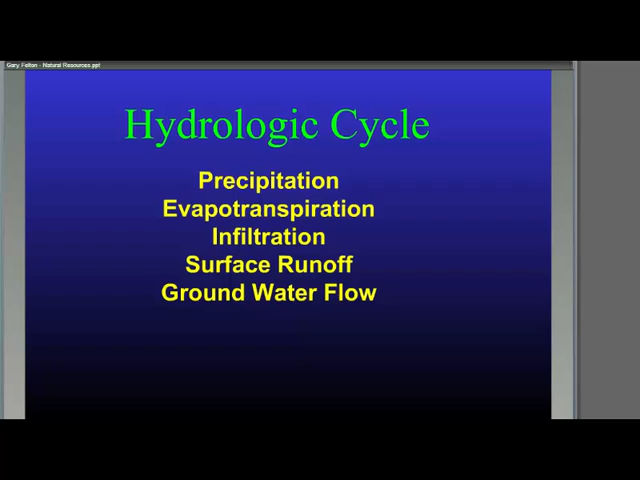 Gary Felton - Natural Resources.ppt
Hydrologic Cycle
Precipitation
Evapotranspiration
Infiltration
Surface Runoff
Ground Water Flow